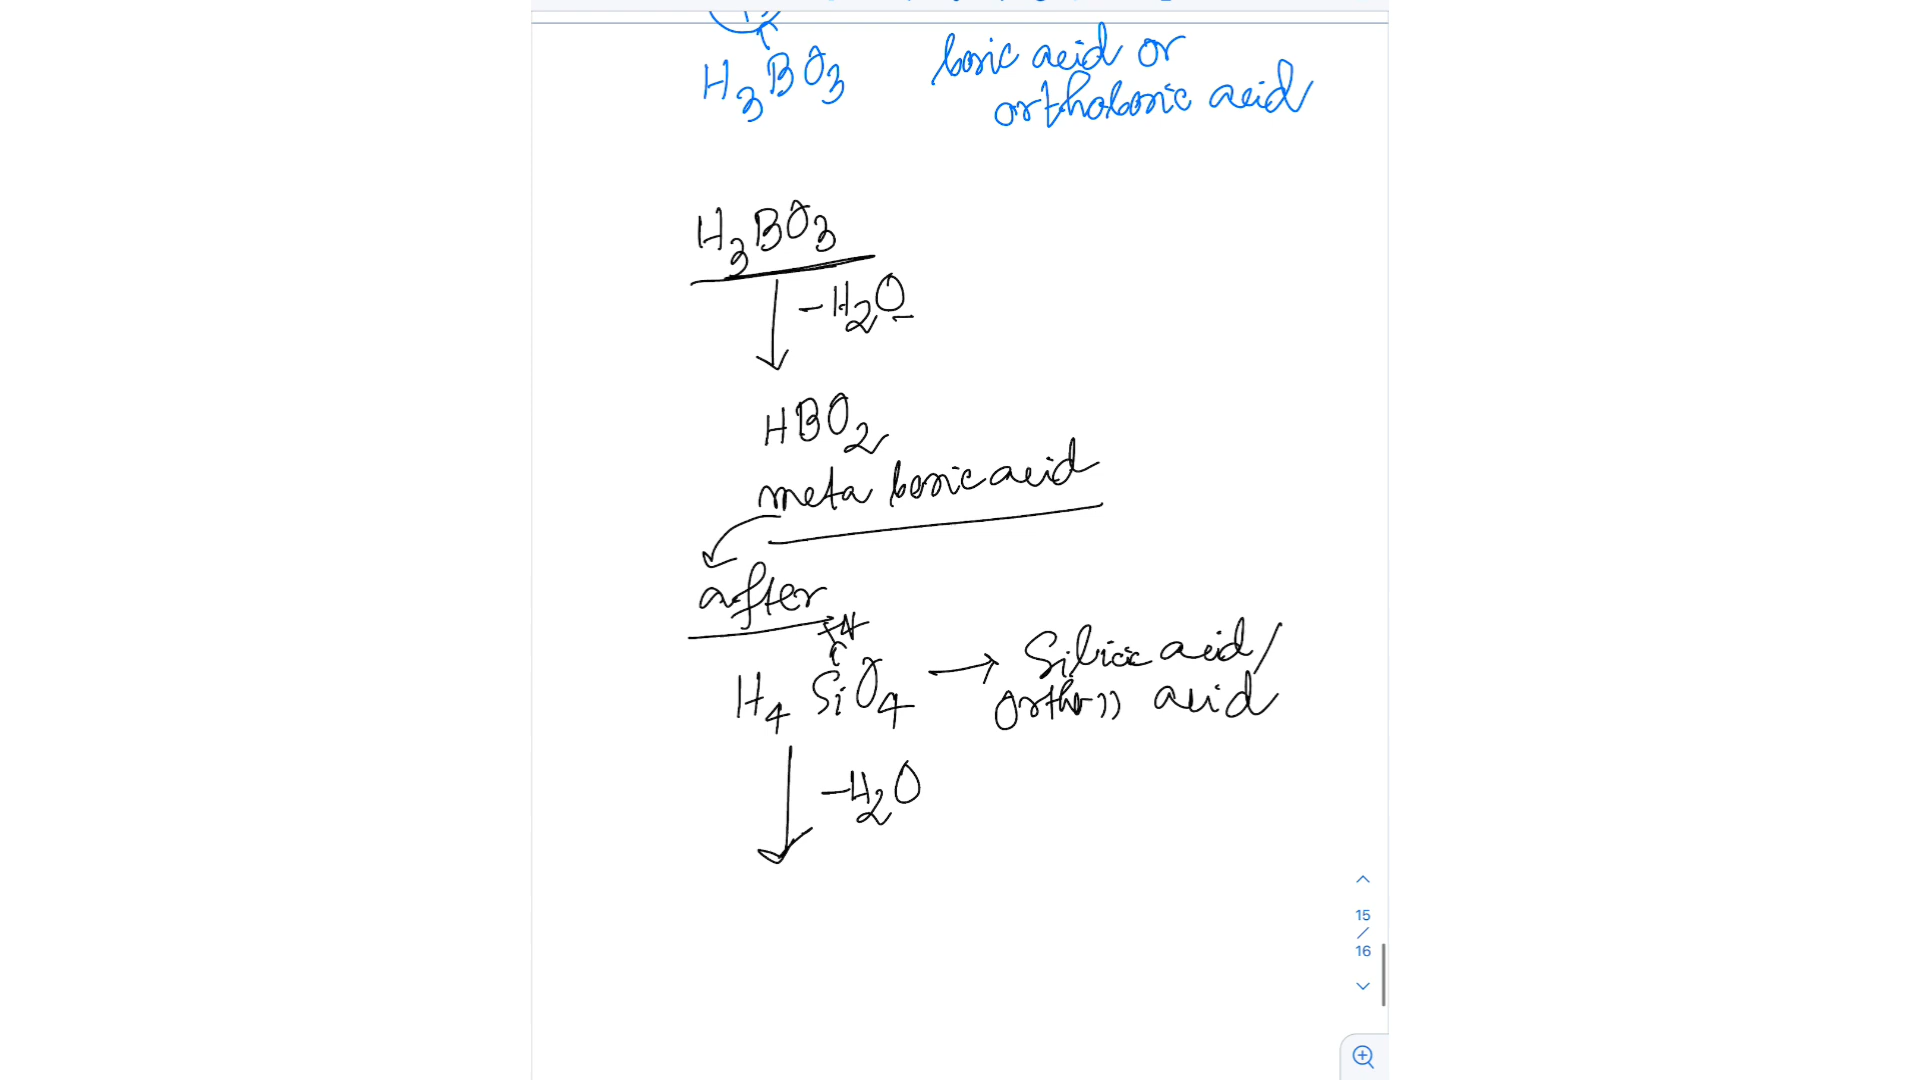 H3BO3 boric acid or
orthoboric acid
H3BO3
-H2O
HBO2
meta boric acid
after
+4
H4SiO4 → Silicic acid/
ortho 〃 acid
-H2O
15
/
16